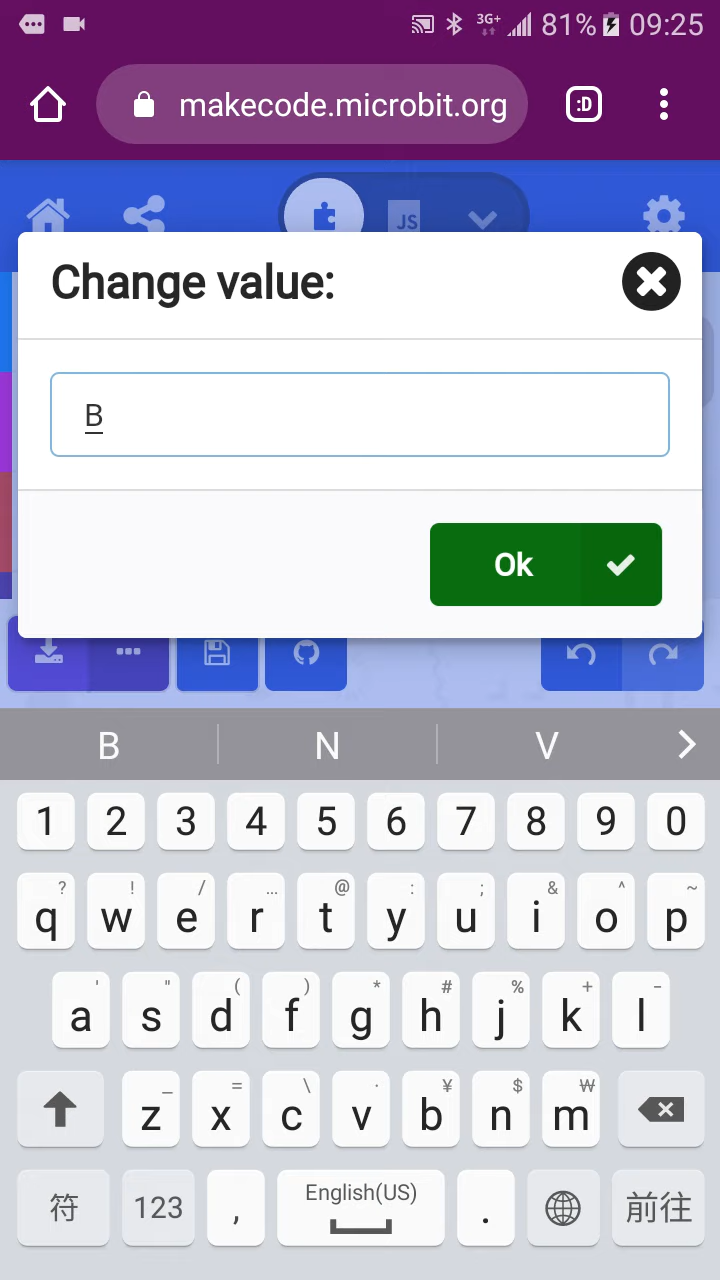 3G+ 81% 09:25
makecode.microbit.org :D
JS
Change value:
B
Ok
B N V
1 2 3 4 5 6 7 8 9 0
? ! / ... @ : ; & ^ ~
q w e r t y u i o p
' " ( ) * # % + -
a s d f g h j k l
_ = \ · ¥ $ ₩
z x c v b n m
符 123 , English(US) . 前往